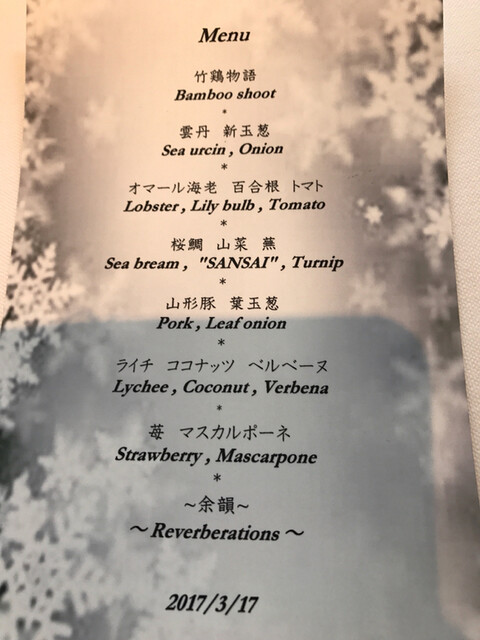 Menu
竹鶏物語
Bamboo shoot
*
雲丹 新玉葱
Sea urcin , Onion
*
オマール海老 百合根 トマト
Lobster , Lily bulb , Tomato
*
桜鯛 山菜 蕪
Sea bream , "SANSAI" , Turnip
*
山形豚 葉玉葱
Pork , Leaf onion
*
ライチ ココナッツ ベルベーヌ
Lychee , Coconut , Verbena
*
苺 マスカルポーネ
Strawberry , Mascarpone
*
~余韻~
~ Reverberations ~
2017/3/17